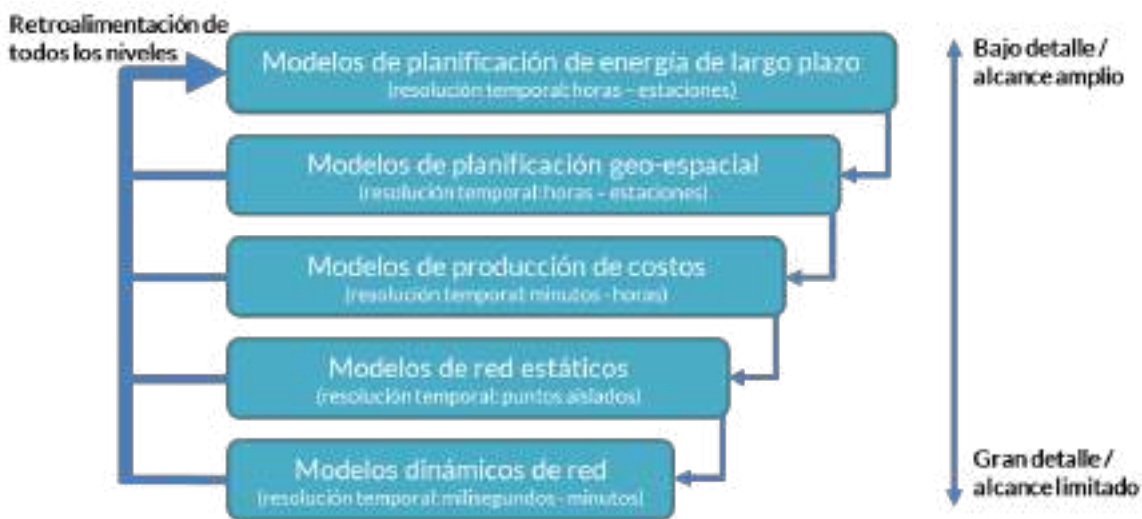 Retroalimentación de
todos los niveles
Modelos de planificación de energía de largo plazo
(resolución temporal: horas – estaciones)
Bajo detalle /
alcance amplio
Modelos de planificación geo-espacial
(resolución temporal: horas – estaciones)
Modelos de producción de costos
(resolución temporal: minutos - horas)
Modelos de red estáticos
(resolución temporal: puntos aislados)
Modelos dinámicos de red
(resolución temporal: milisegundos - minutos)
Gran detalle /
alcance limitado